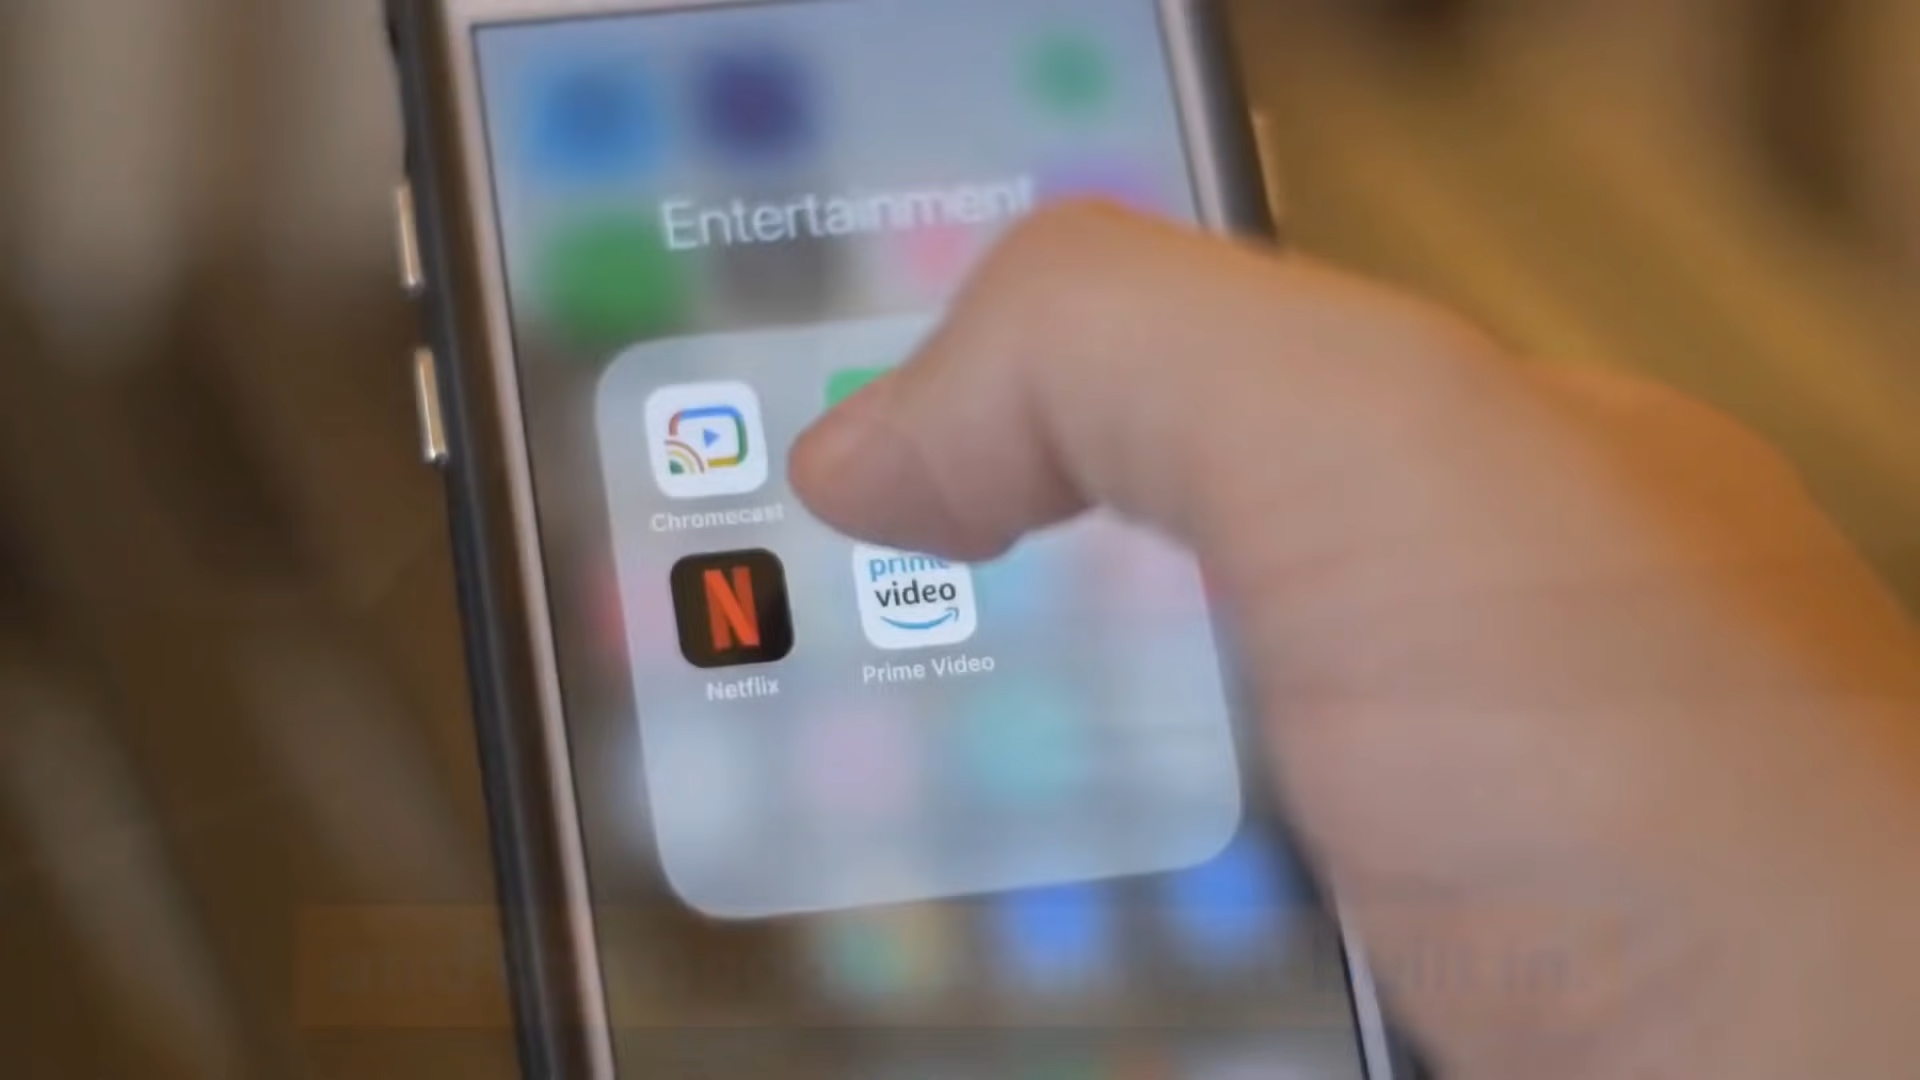 Entertainment
Chromecast
N
Netflix
prime
video
Prime Video